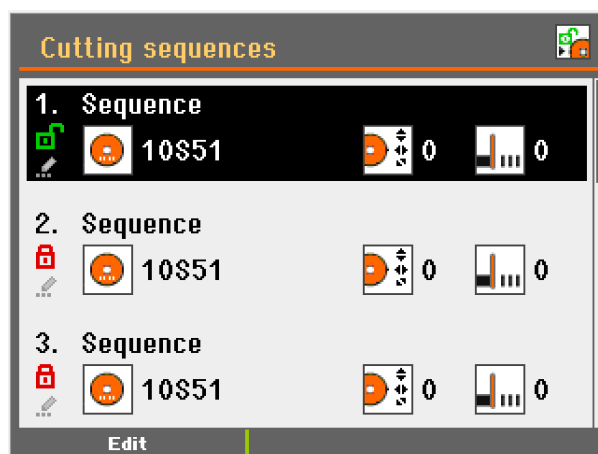 Cutting sequences
1. Sequence
10S51 0 0
2. Sequence
10S51 0 0
3. Sequence
10S51 0 0
Edit